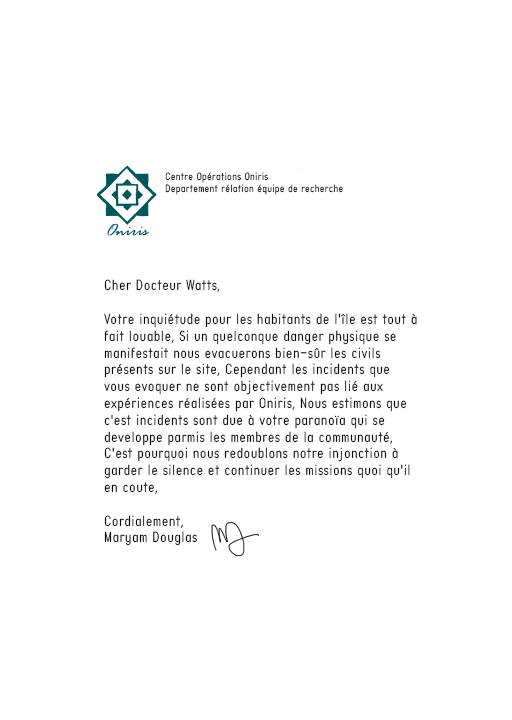 Centre Opérations Oniris
Departement rélation équipe de recherche
Oniris
Cher Docteur Watts,
Votre inquiétude pour les habitants de l'île est tout à
fait louable, Si un quelconque danger physique se
manifestait nous evacuerons bien-sûr les civils
présents sur le site, Cependant les incidents que
vous evoquer ne sont objectivement pas lié aux
expériences réalisées par Oniris, Nous estimons que
c'est incidents sont due à votre paranoïa qui se
developpe parmis les membres de la communauté,
C'est pourquoi nous redoublons notre injonction à
garder le silence et continuer les missions quoi qu'il
en coute,
Cordialement,
Maryam Douglas